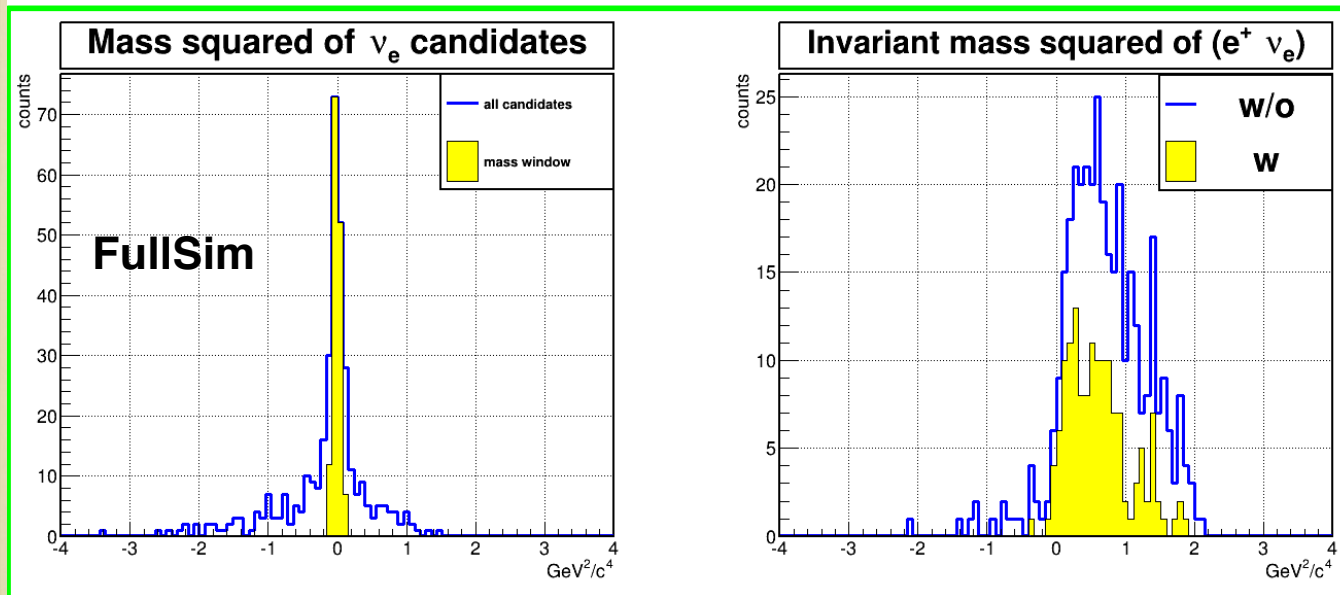 Mass squared of νₑ candidates
counts
70
60
50
40
30
20
10
0
-4 -3 -2 -1 0 1 2 3 4
GeV²/c⁴
all candidates
mass window
FullSim
Invariant mass squared of (e⁺ νₑ)
counts
25
20
15
10
5
0
-4 -3 -2 -1 0 1 2 3 4
GeV²/c⁴
w/o
w